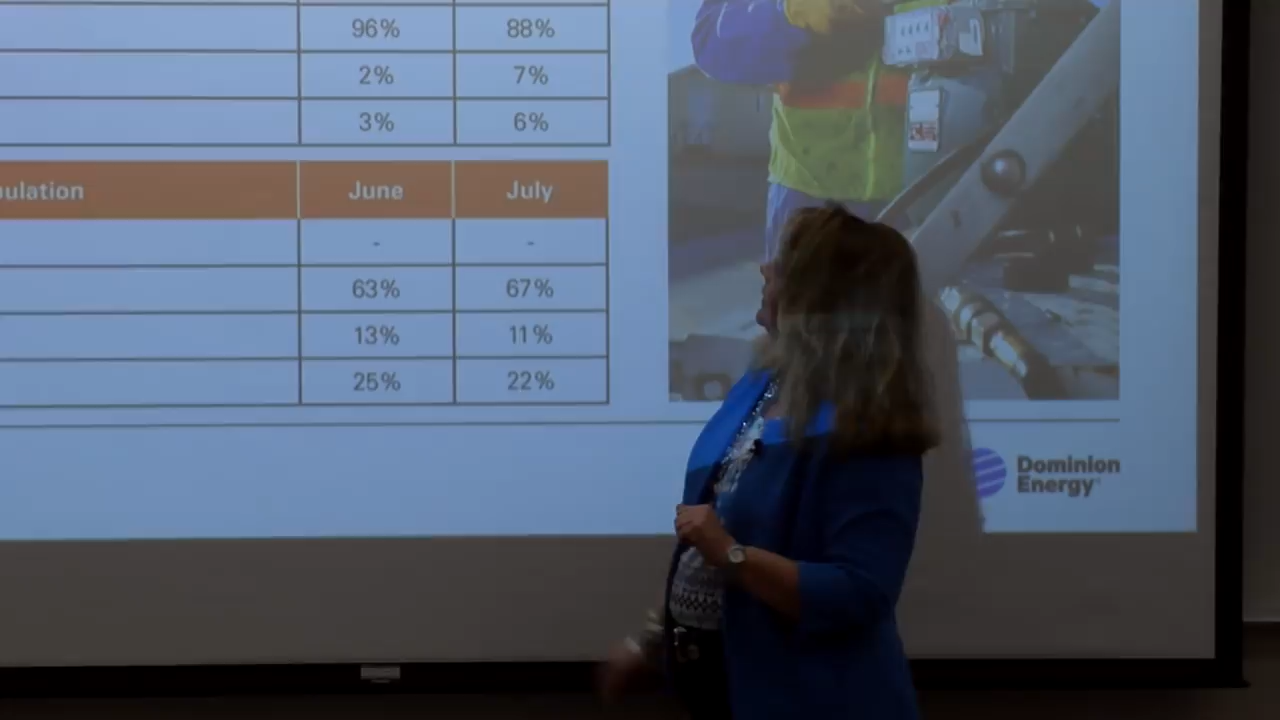 96% 88%
2% 7%
3% 6%
ulation June July
- -
63% 67%
13% 11%
25% 22%
Dominion
Energy